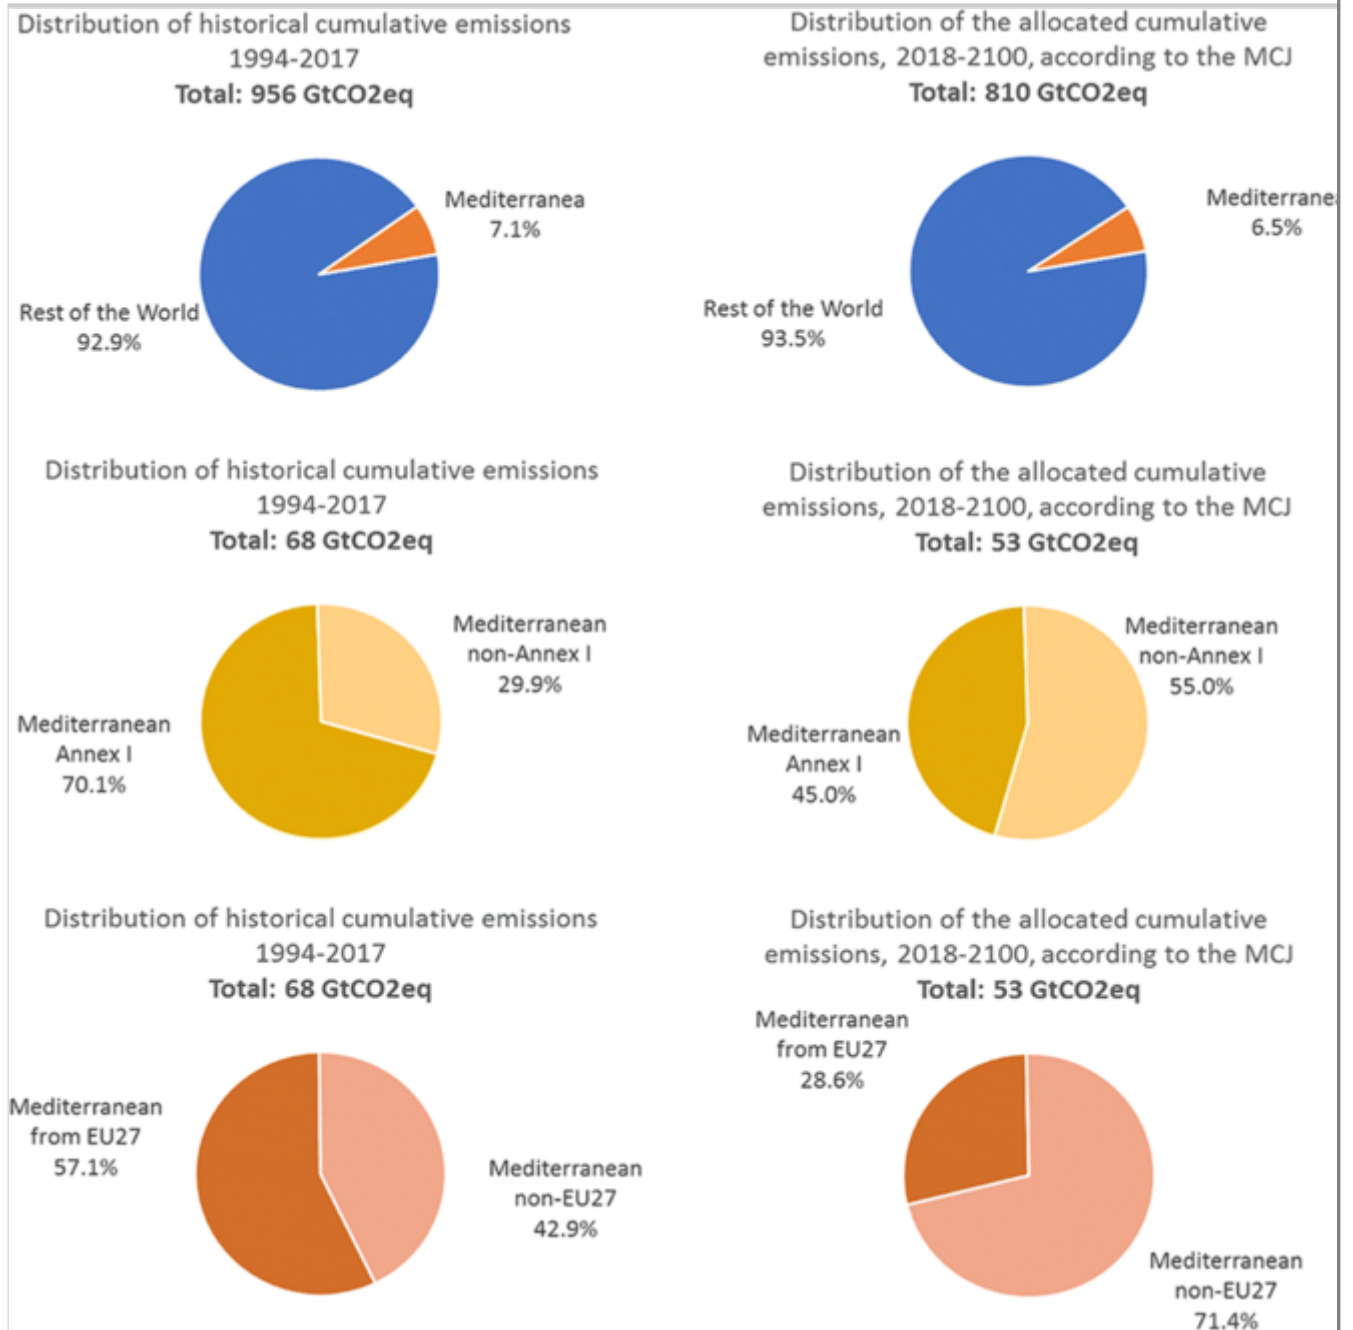 Distribution of historical cumulative emissions
1994-2017
Total: 956 GtCO2eq
Mediterranea
7.1%
Rest of the World
92.9%
Distribution of the allocated cumulative
emissions, 2018-2100, according to the MCJ
Total: 810 GtCO2eq
Mediterranea
6.5%
Rest of the World
93.5%
Distribution of historical cumulative emissions
1994-2017
Total: 68 GtCO2eq
Mediterranean
non-Annex I
29.9%
Mediterranean
Annex I
70.1%
Distribution of the allocated cumulative
emissions, 2018-2100, according to the MCJ
Total: 53 GtCO2eq
Mediterranean
non-Annex I
55.0%
Mediterranean
Annex I
45.0%
Distribution of historical cumulative emissions
1994-2017
Total: 68 GtCO2eq
Mediterranean
from EU27
57.1%
Mediterranean
non-EU27
42.9%
Distribution of the allocated cumulative
emissions, 2018-2100, according to the MCJ
Total: 53 GtCO2eq
Mediterranean
from EU27
28.6%
Mediterranean
non-EU27
71.4%